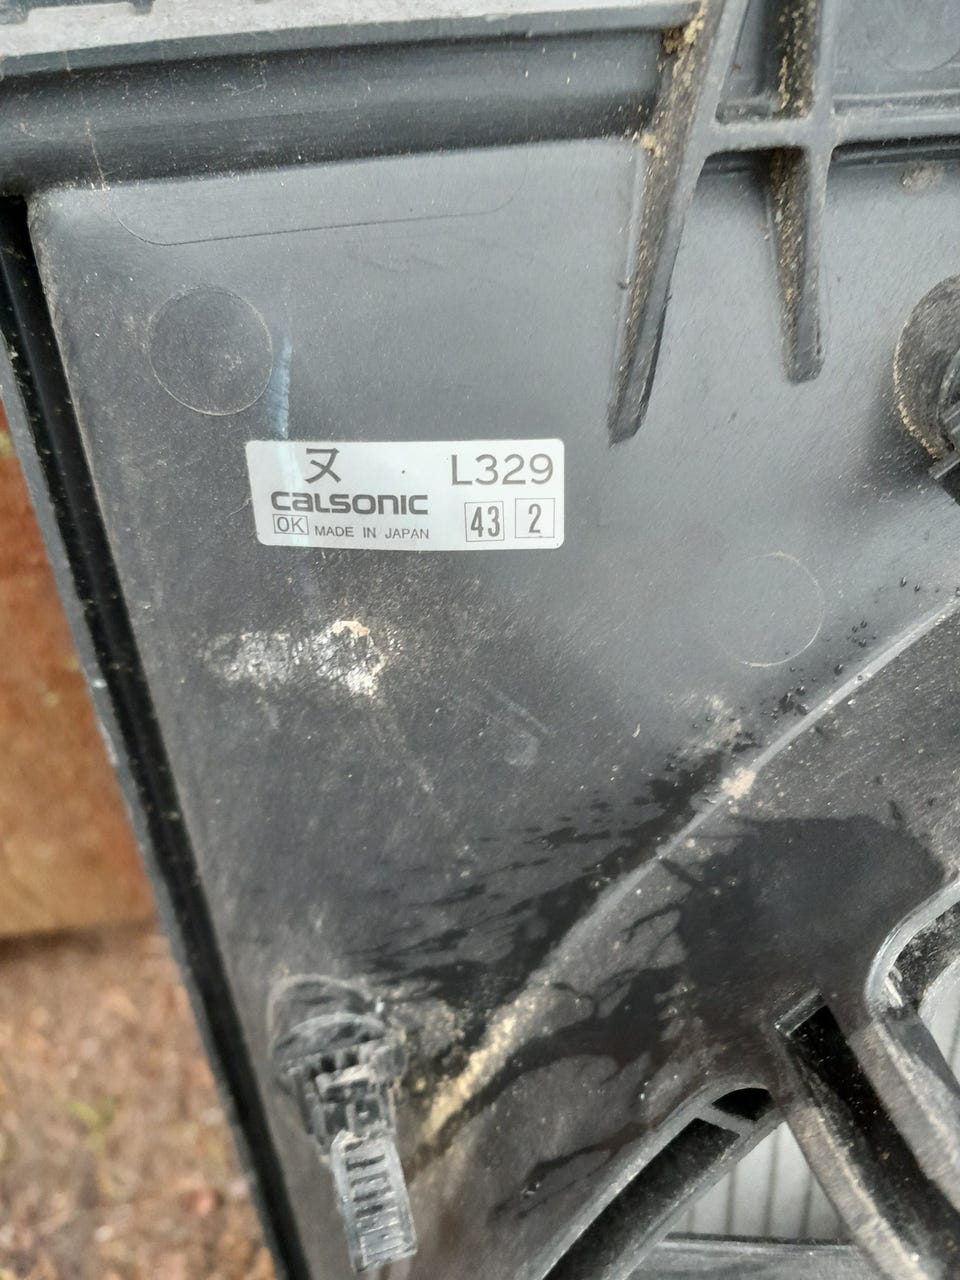 ヌ L329
CALSONIC
OK MADE IN JAPAN 43 2